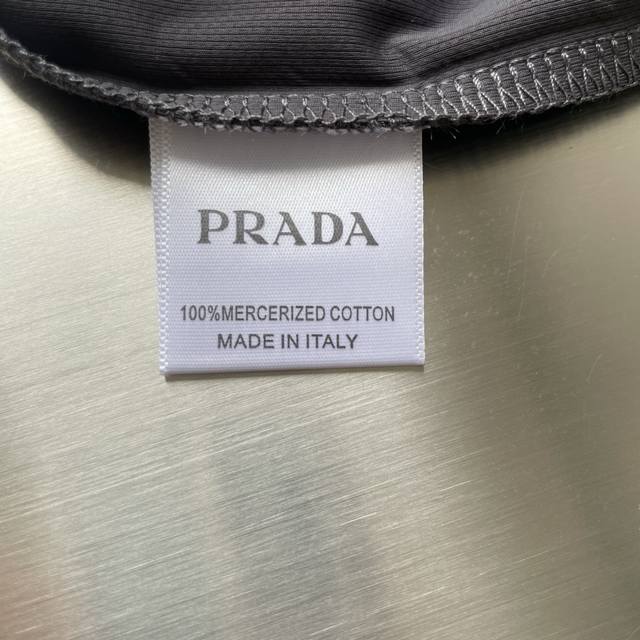 PRADA
100%MERCERIZED COTTON
MADE IN ITALY